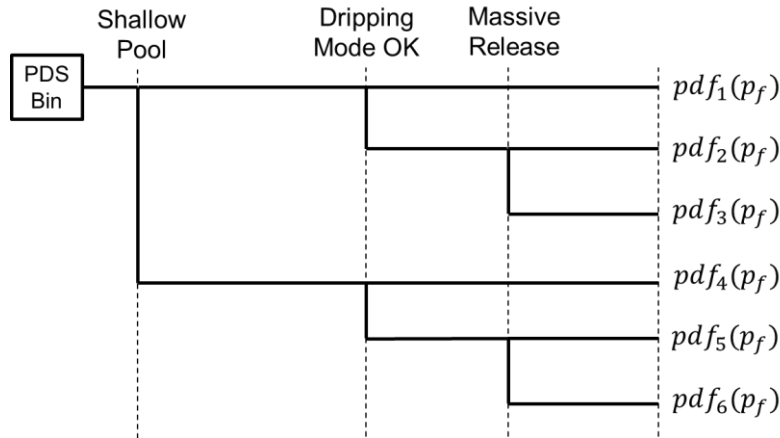 Shallow
Pool
Dripping
Mode OK
Massive
Release
PDS
Bin
pdf₁(p_f)
pdf₂(p_f)
pdf₃(p_f)
pdf₄(p_f)
pdf₅(p_f)
pdf₆(p_f)